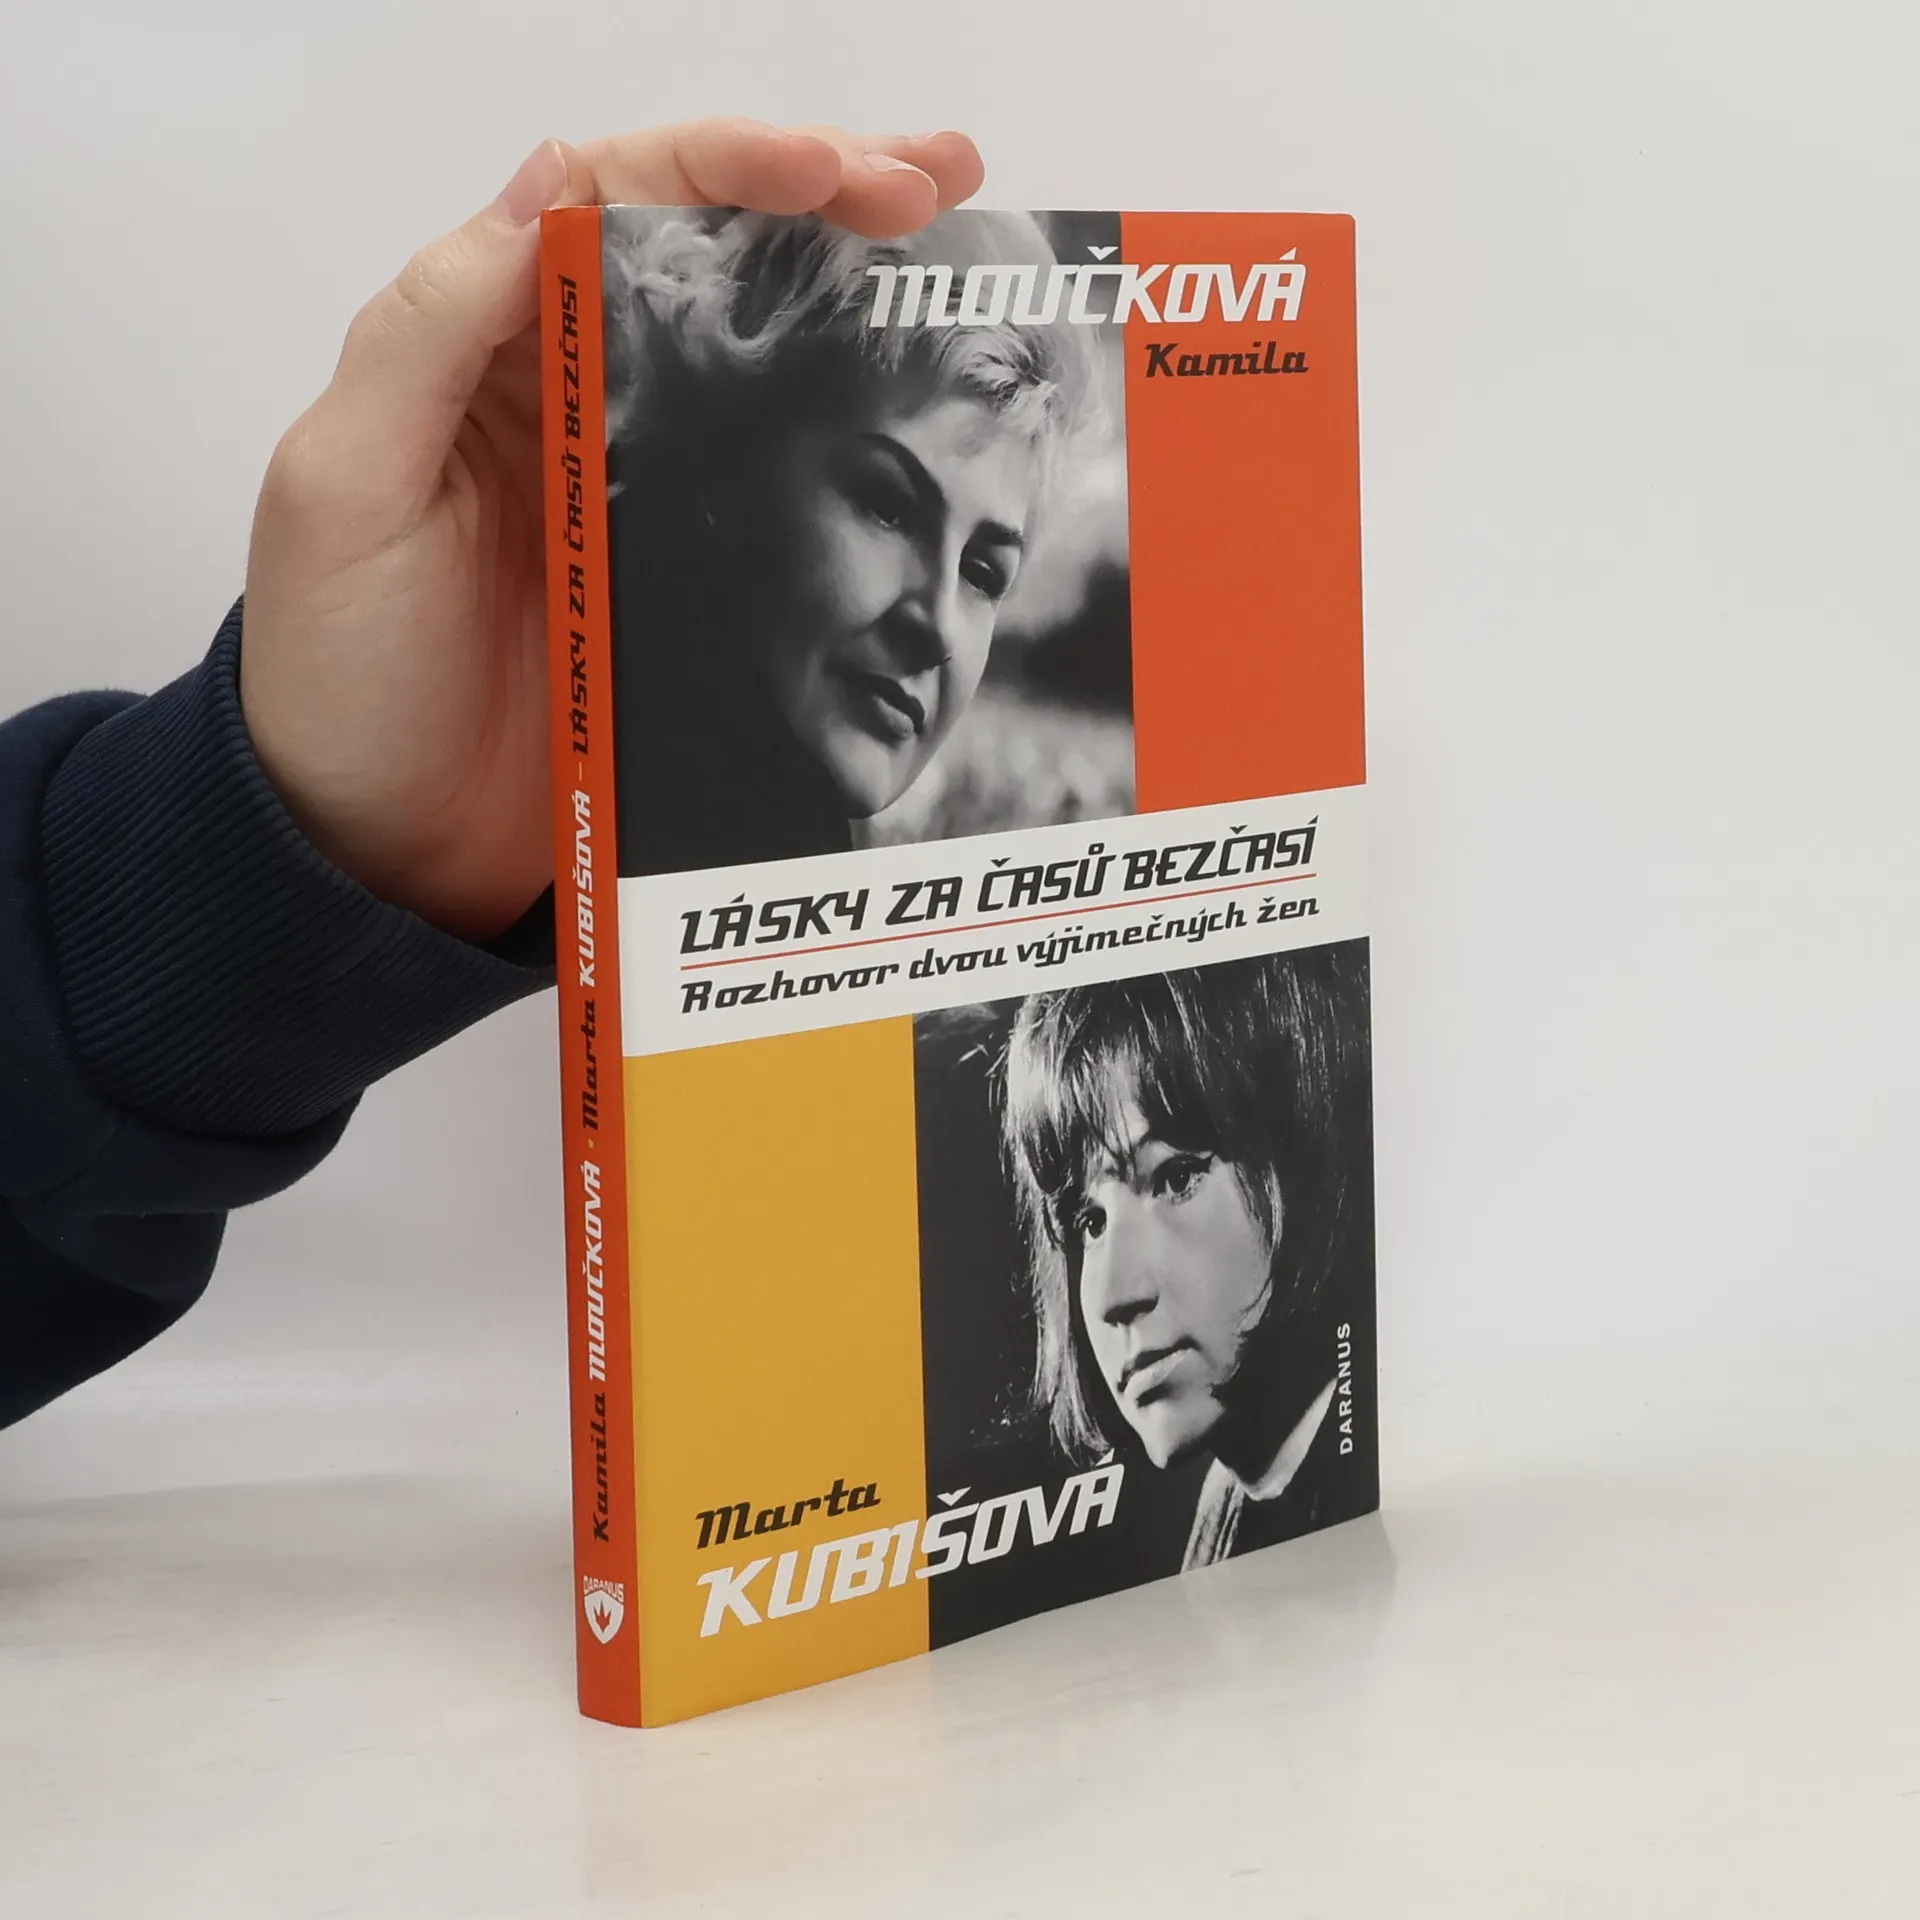 MOUČKOVÁ
Kamila
LÁSKY ZA ČASŮ BEZČASÍ
Rozhovor dvou výjimečných žen
Marta
KUBIŠOVÁ
DARANUS
Kamila MOUČKOVÁ · Marta KUBIŠOVÁ – LÁSKY ZA ČASŮ BEZČASÍ
DARANUS